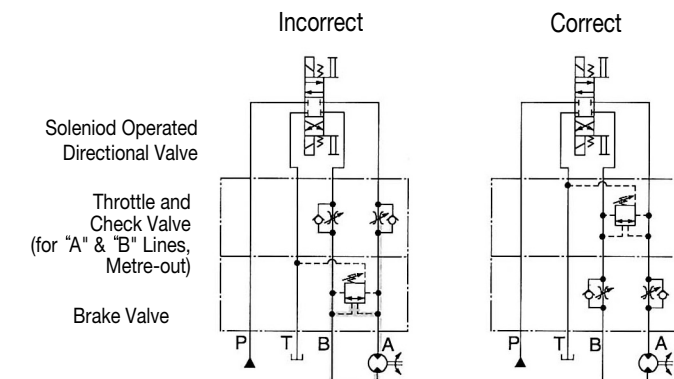 Incorrect
Correct
Soleniod Operated
Directional Valve
Throttle and
Check Valve
(for "A" & "B" Lines,
Metre-out)
Brake Valve
P T B A
P T B A